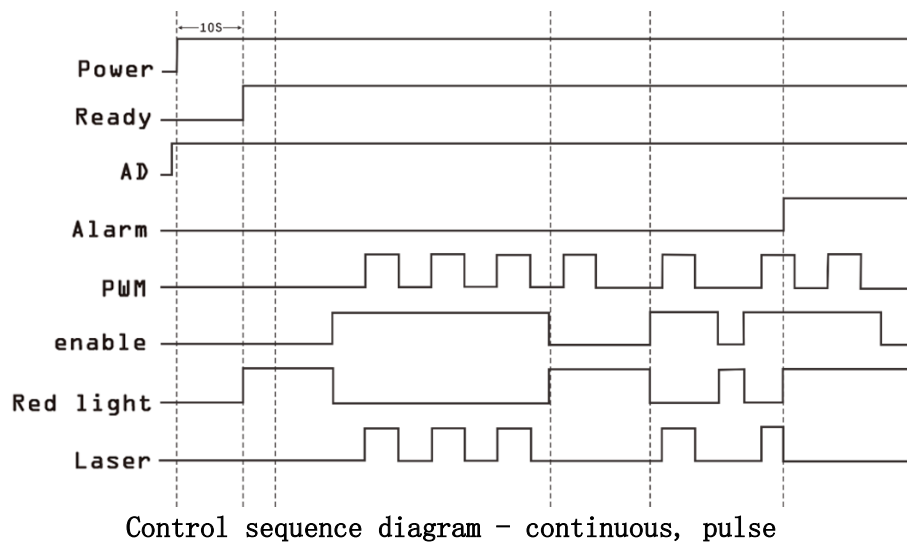 10S
Power
Ready
AD
Alarm
PWM
enable
Red light
Laser
Control sequence diagram - continuous, pulse